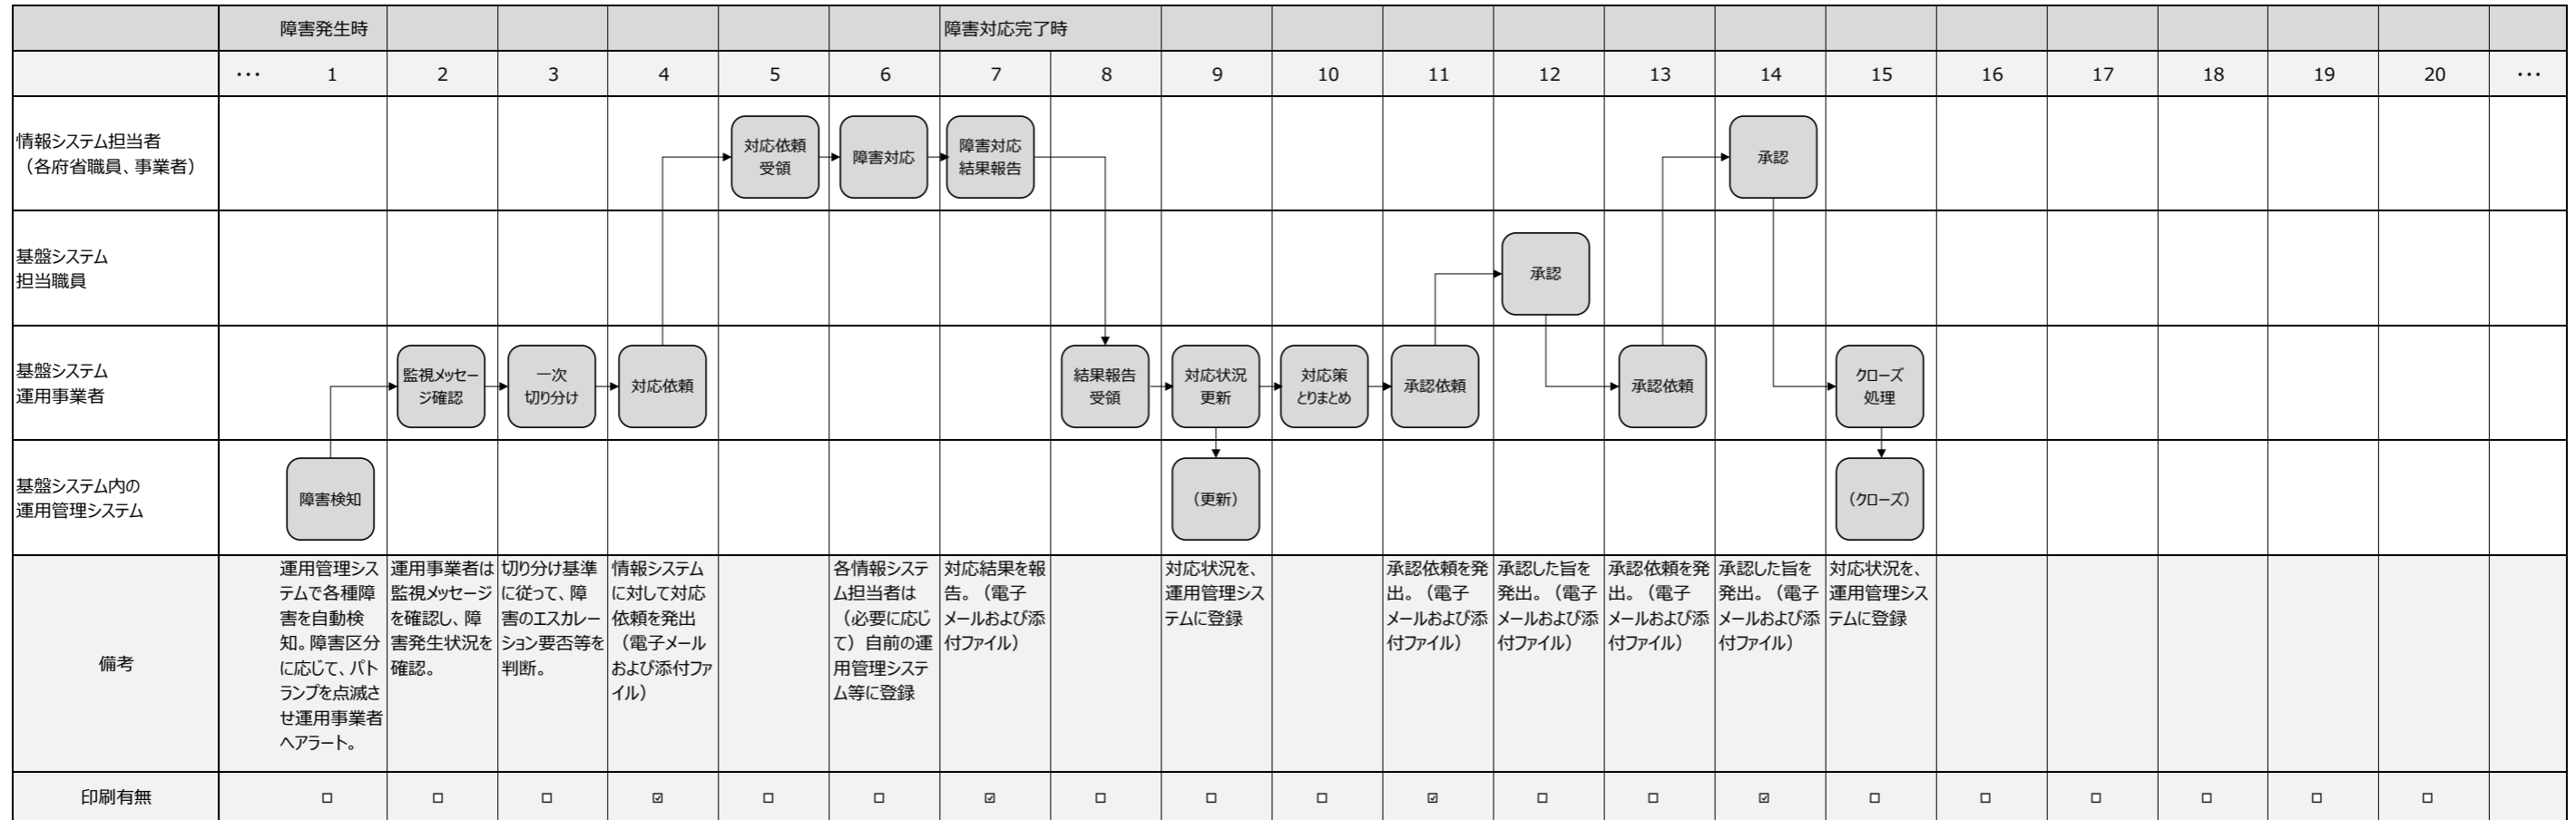 障害発生時
障害対応完了時
··· 1 2 3 4 5 6 7 8 9 10 11 12 13 14 15 16 17 18 19 20 ···
情報システム担当者
（各府省職員、事業者）
対応依頼
受領
障害対応
障害対応
結果報告
承認
基盤システム
担当職員
承認
基盤システム
運用事業者
監視メッセー
ジ確認
一次
切り分け
対応依頼
結果報告
受領
対応状況
更新
対応策
とりまとめ
承認依頼
承認依頼
クローズ
処理
基盤システム内の
運用管理システム
障害検知
（更新）
（クローズ）
備考
運用管理シス
テムで各種障
害を自動検
知。障害区分
に応じて、パト
ランプを点滅さ
せ運用事業者
へアラート。
運用事業者は
監視メッセージ
を確認し、障
害発生状況を
確認。
切り分け基準
に従って、障
害のエスカレー
ション要否等を
判断。
情報システム
に対して対応
依頼を発出
（電子メール
および添付ファ
イル）
各情報システ
ム担当者は
（必要に応じ
て）自前の運
用管理システ
ム等に登録
対応結果を報
告。（電子
メールおよび添
付ファイル）
対応状況を、
運用管理シス
テムに登録
承認依頼を発
出。（電子
メールおよび添
付ファイル）
承認した旨を
発出。（電子
メールおよび添
付ファイル）
承認依頼を発
出。（電子
メールおよび添
付ファイル）
承認した旨を
発出。（電子
メールおよび添
付ファイル）
対応状況を、
運用管理シス
テムに登録
印刷有無 □ □ □ ☑ □ □ ☑ □ □ □ ☑ □ □ ☑ □ □ □ □ □ □